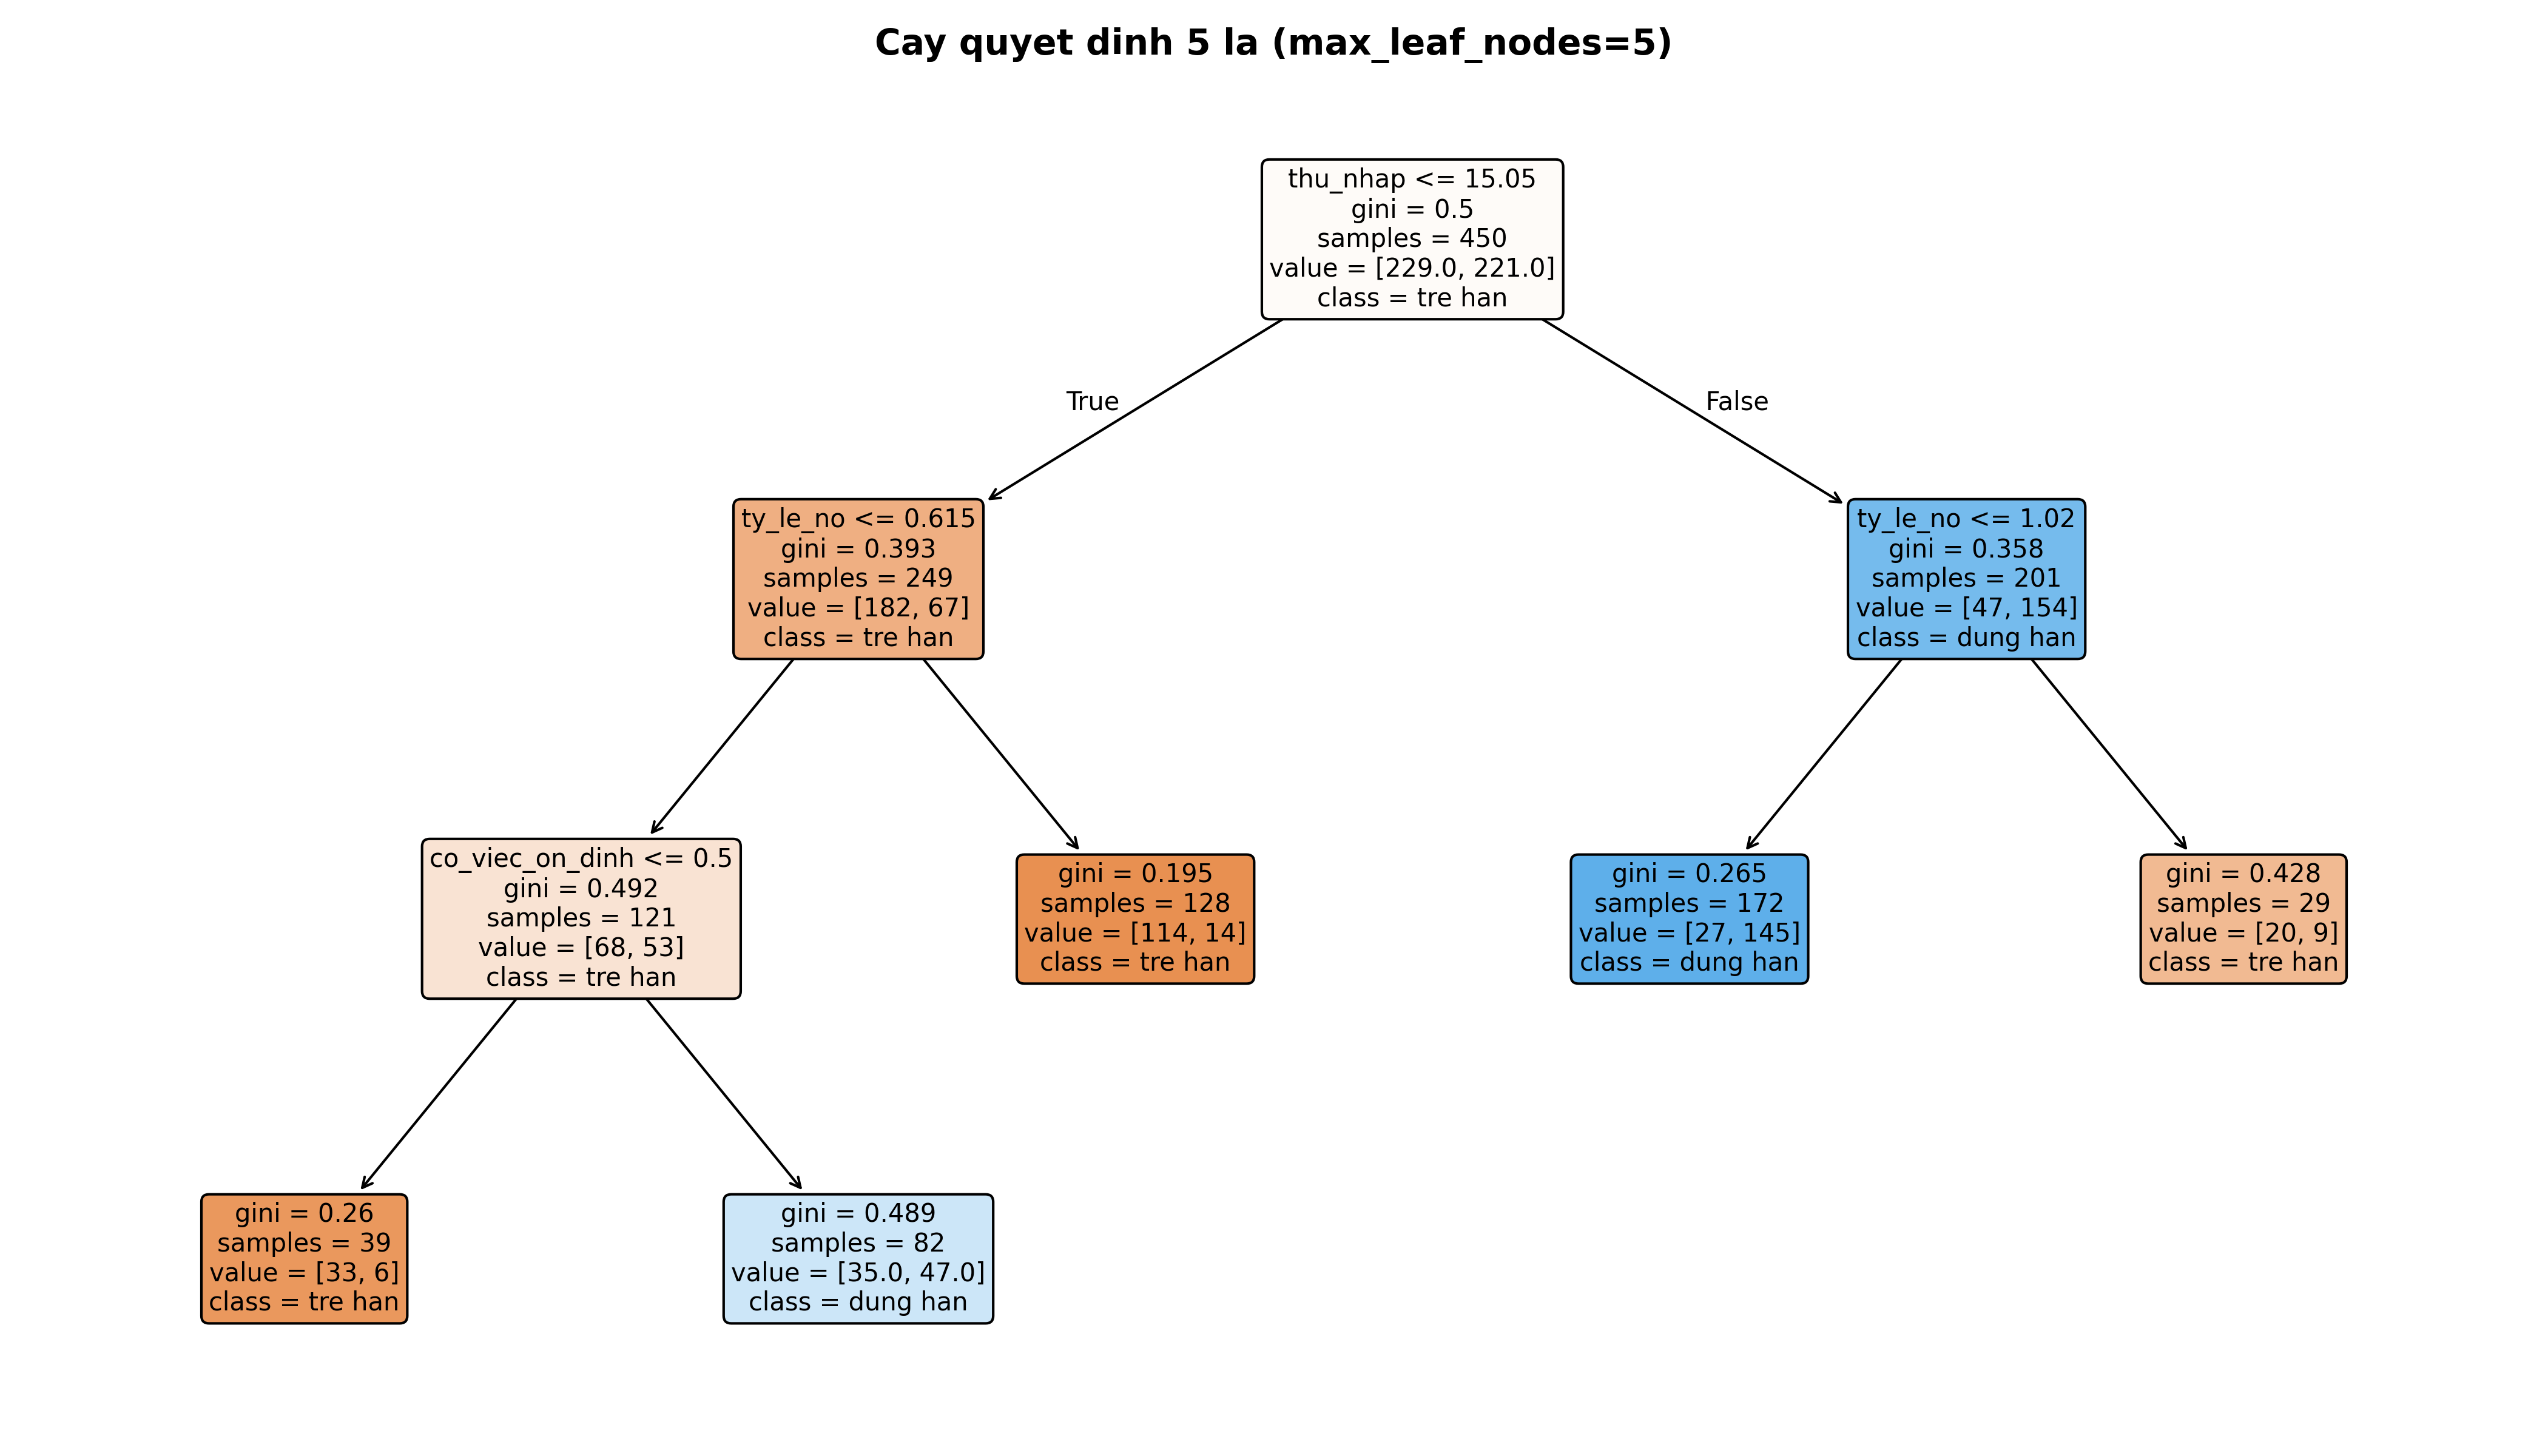 Cay quyet dinh 5 la (max_leaf_nodes=5)
thu_nhap <= 15.05
gini = 0.5
samples = 450
value = [229.0, 221.0]
class = tre han
True
False
ty_le_no <= 0.615
gini = 0.393
samples = 249
value = [182, 67]
class = tre han
ty_le_no <= 1.02
gini = 0.358
samples = 201
value = [47, 154]
class = dung han
co_viec_on_dinh <= 0.5
gini = 0.492
samples = 121
value = [68, 53]
class = tre han
gini = 0.195
samples = 128
value = [114, 14]
class = tre han
gini = 0.265
samples = 172
value = [27, 145]
class = dung han
gini = 0.428
samples = 29
value = [20, 9]
class = tre han
gini = 0.26
samples = 39
value = [33, 6]
class = tre han
gini = 0.489
samples = 82
value = [35.0, 47.0]
class = dung han